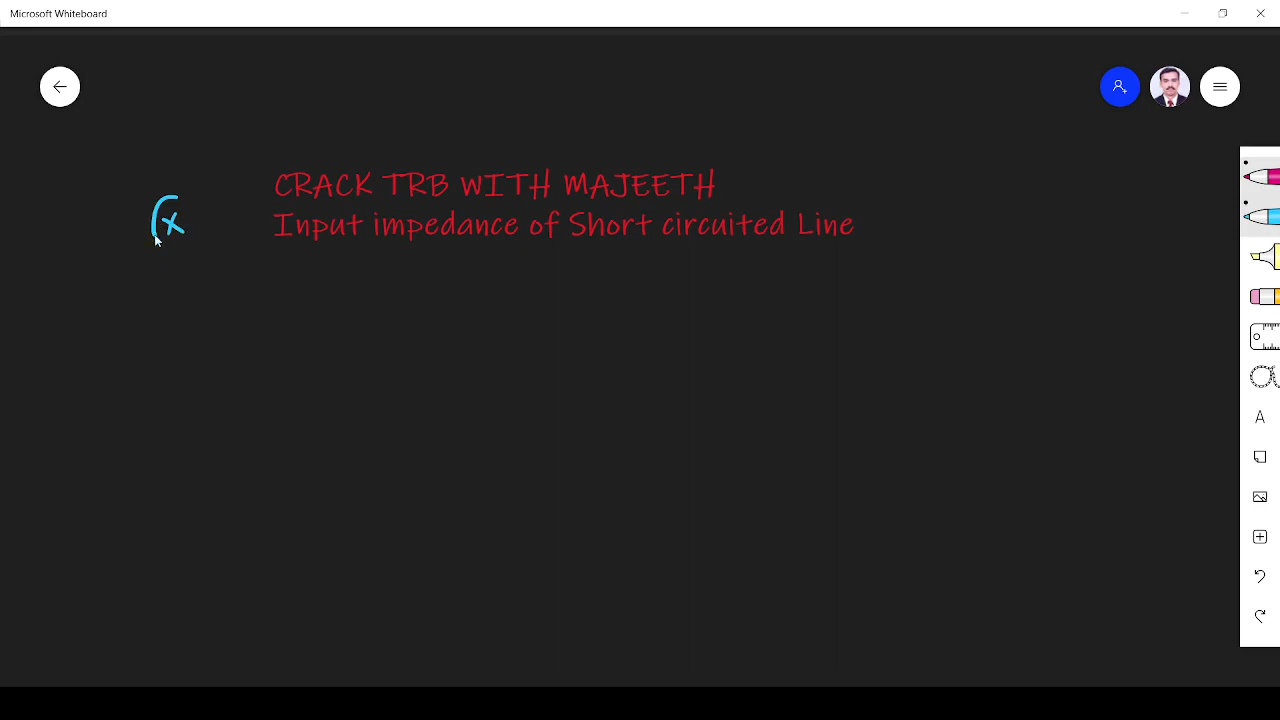 Microsoft Whiteboard
CRACK TRB WITH MAJEETH
Input impedance of Short circuited Line
x
A